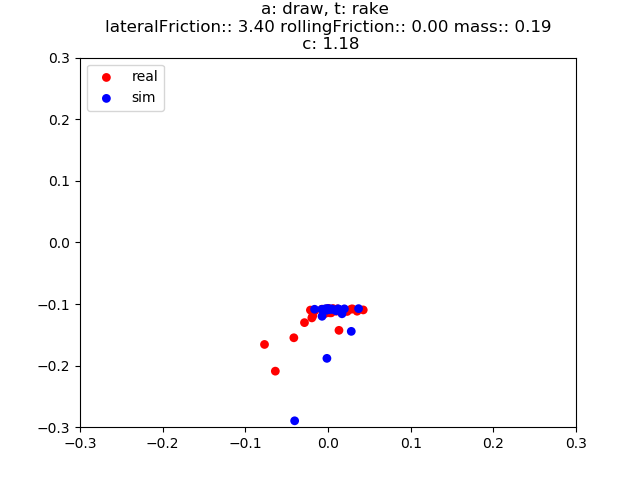 a: draw, t: rake
lateralFriction:: 3.40 rollingFriction:: 0.00 mass:: 0.19
c: 1.18
real
sim
0.3
0.2
0.1
0.0
−0.1
−0.2
−0.3
−0.3
−0.2
−0.1
0.0
0.1
0.2
0.3